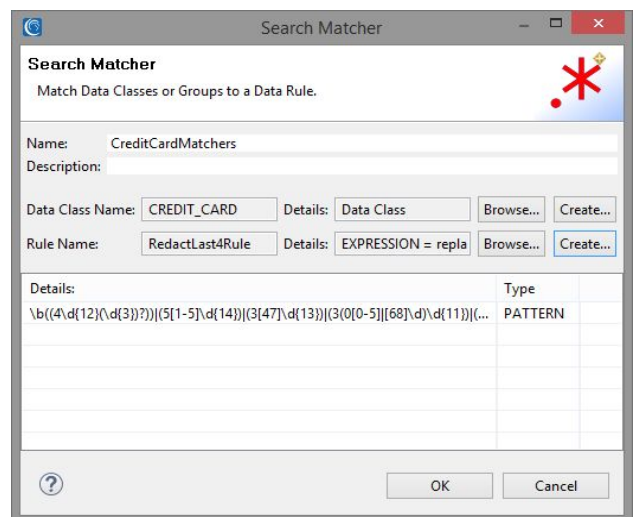 Search Matcher
Search Matcher
Match Data Classes or Groups to a Data Rule.
Name: CreditCardMatchers
Description:
Data Class Name: CREDIT_CARD Details: Data Class Browse... Create...
Rule Name: RedactLast4Rule Details: EXPRESSION = repla Browse... Create...
Details: Type
\b((4\d{12}(\d{3})?)|(5[1-5]\d{14})|(3[47]\d{13})|(3(0[0-5]|[68]\d)\d{11})|(... PATTERN
OK Cancel